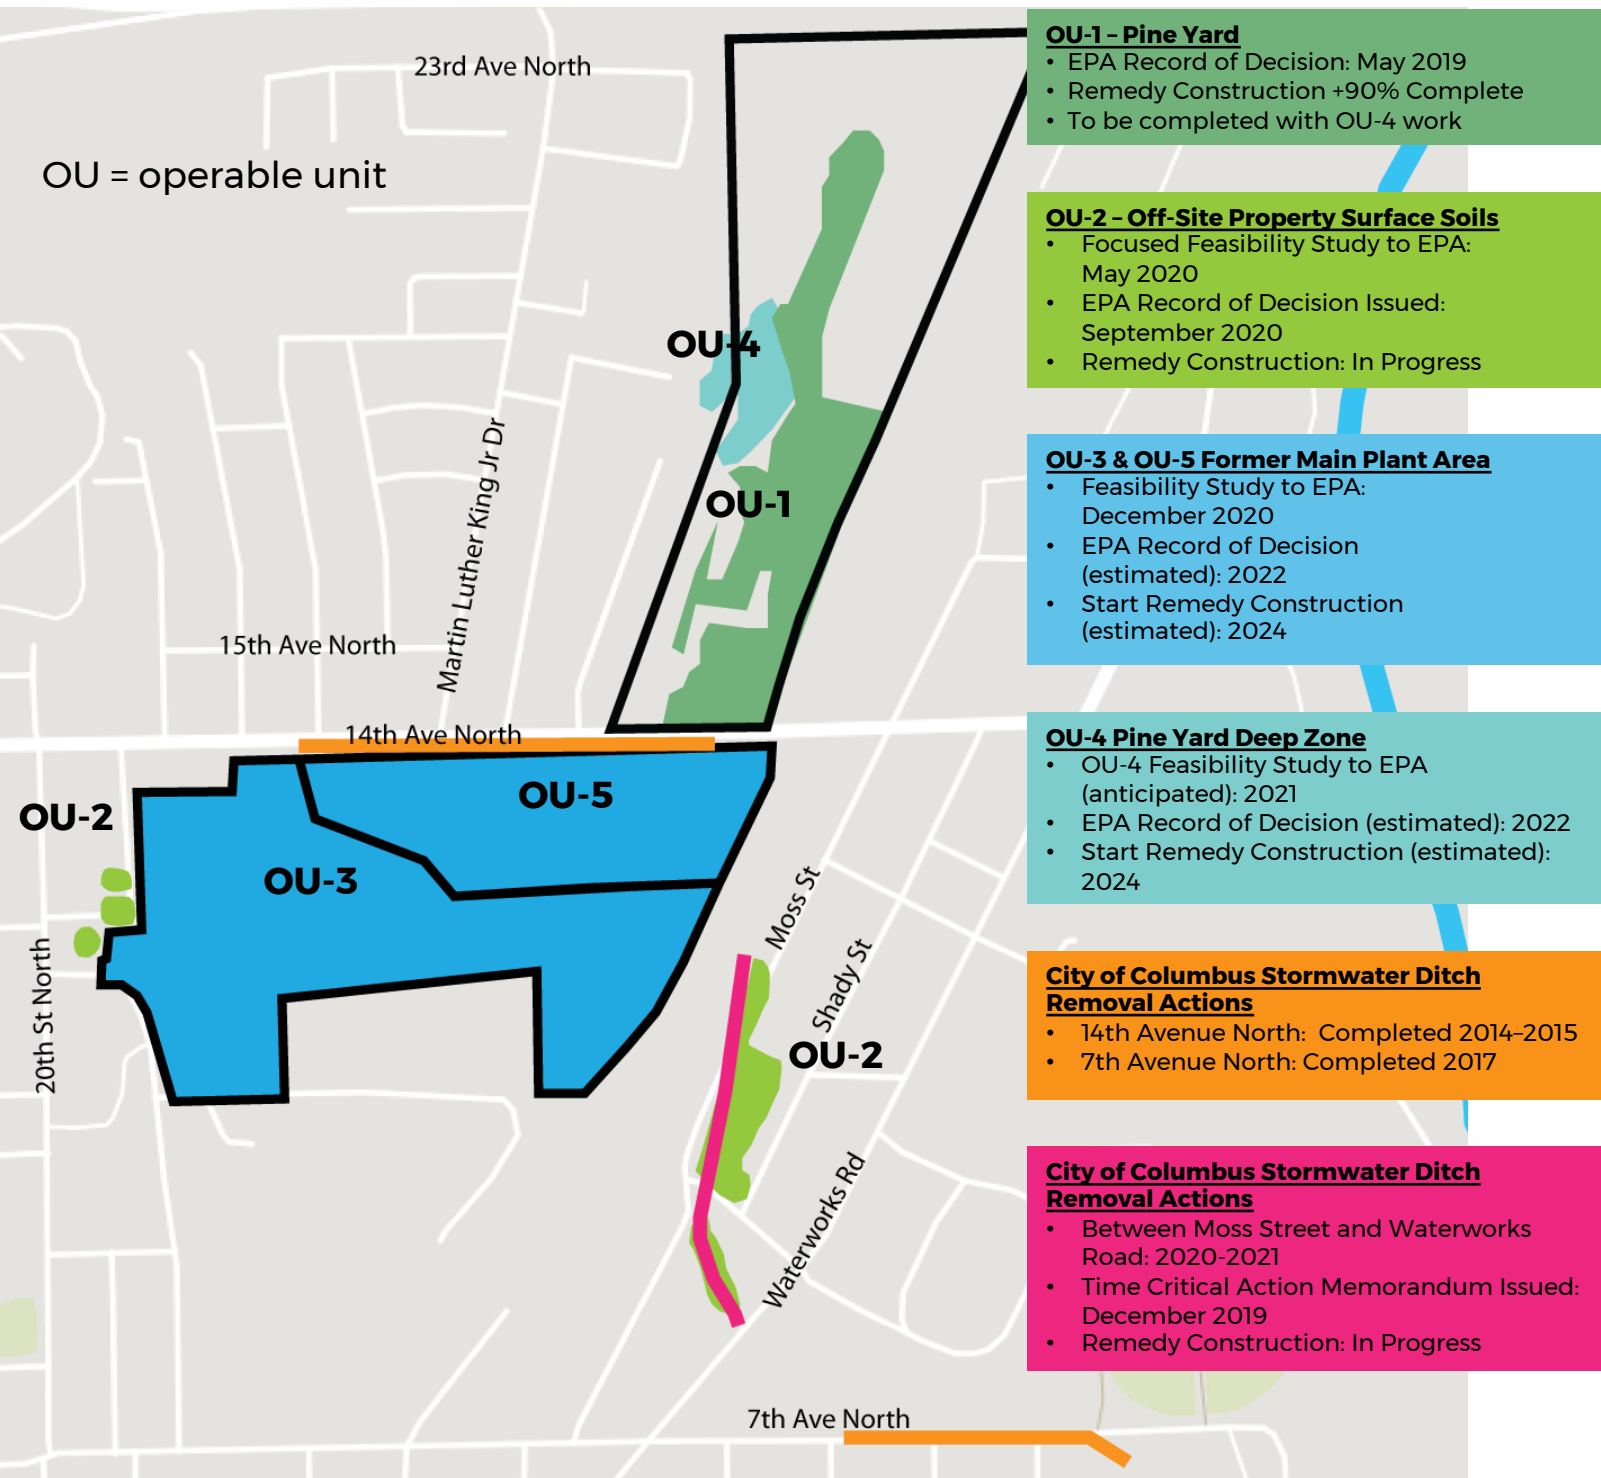 23rd Ave North
OU = operable unit
OU-4
OU-1
Martin Luther King Jr Dr
15th Ave North
14th Ave North
OU-5
OU-2
OU-3
Moss St
Shady St
20th St North
OU-2
Waterworks Rd
7th Ave North
OU-1 – Pine Yard
• EPA Record of Decision: May 2019
• Remedy Construction +90% Complete
• To be completed with OU-4 work
OU-2 – Off-Site Property Surface Soils
• Focused Feasibility Study to EPA:
May 2020
• EPA Record of Decision Issued:
September 2020
• Remedy Construction: In Progress
OU-3 & OU-5 Former Main Plant Area
• Feasibility Study to EPA:
December 2020
• EPA Record of Decision
(estimated): 2022
• Start Remedy Construction
(estimated): 2024
OU-4 Pine Yard Deep Zone
• OU-4 Feasibility Study to EPA
(anticipated): 2021
• EPA Record of Decision (estimated): 2022
• Start Remedy Construction (estimated):
2024
City of Columbus Stormwater Ditch
Removal Actions
• 14th Avenue North: Completed 2014–2015
• 7th Avenue North: Completed 2017
City of Columbus Stormwater Ditch
Removal Actions
• Between Moss Street and Waterworks
Road: 2020-2021
• Time Critical Action Memorandum Issued:
December 2019
• Remedy Construction: In Progress